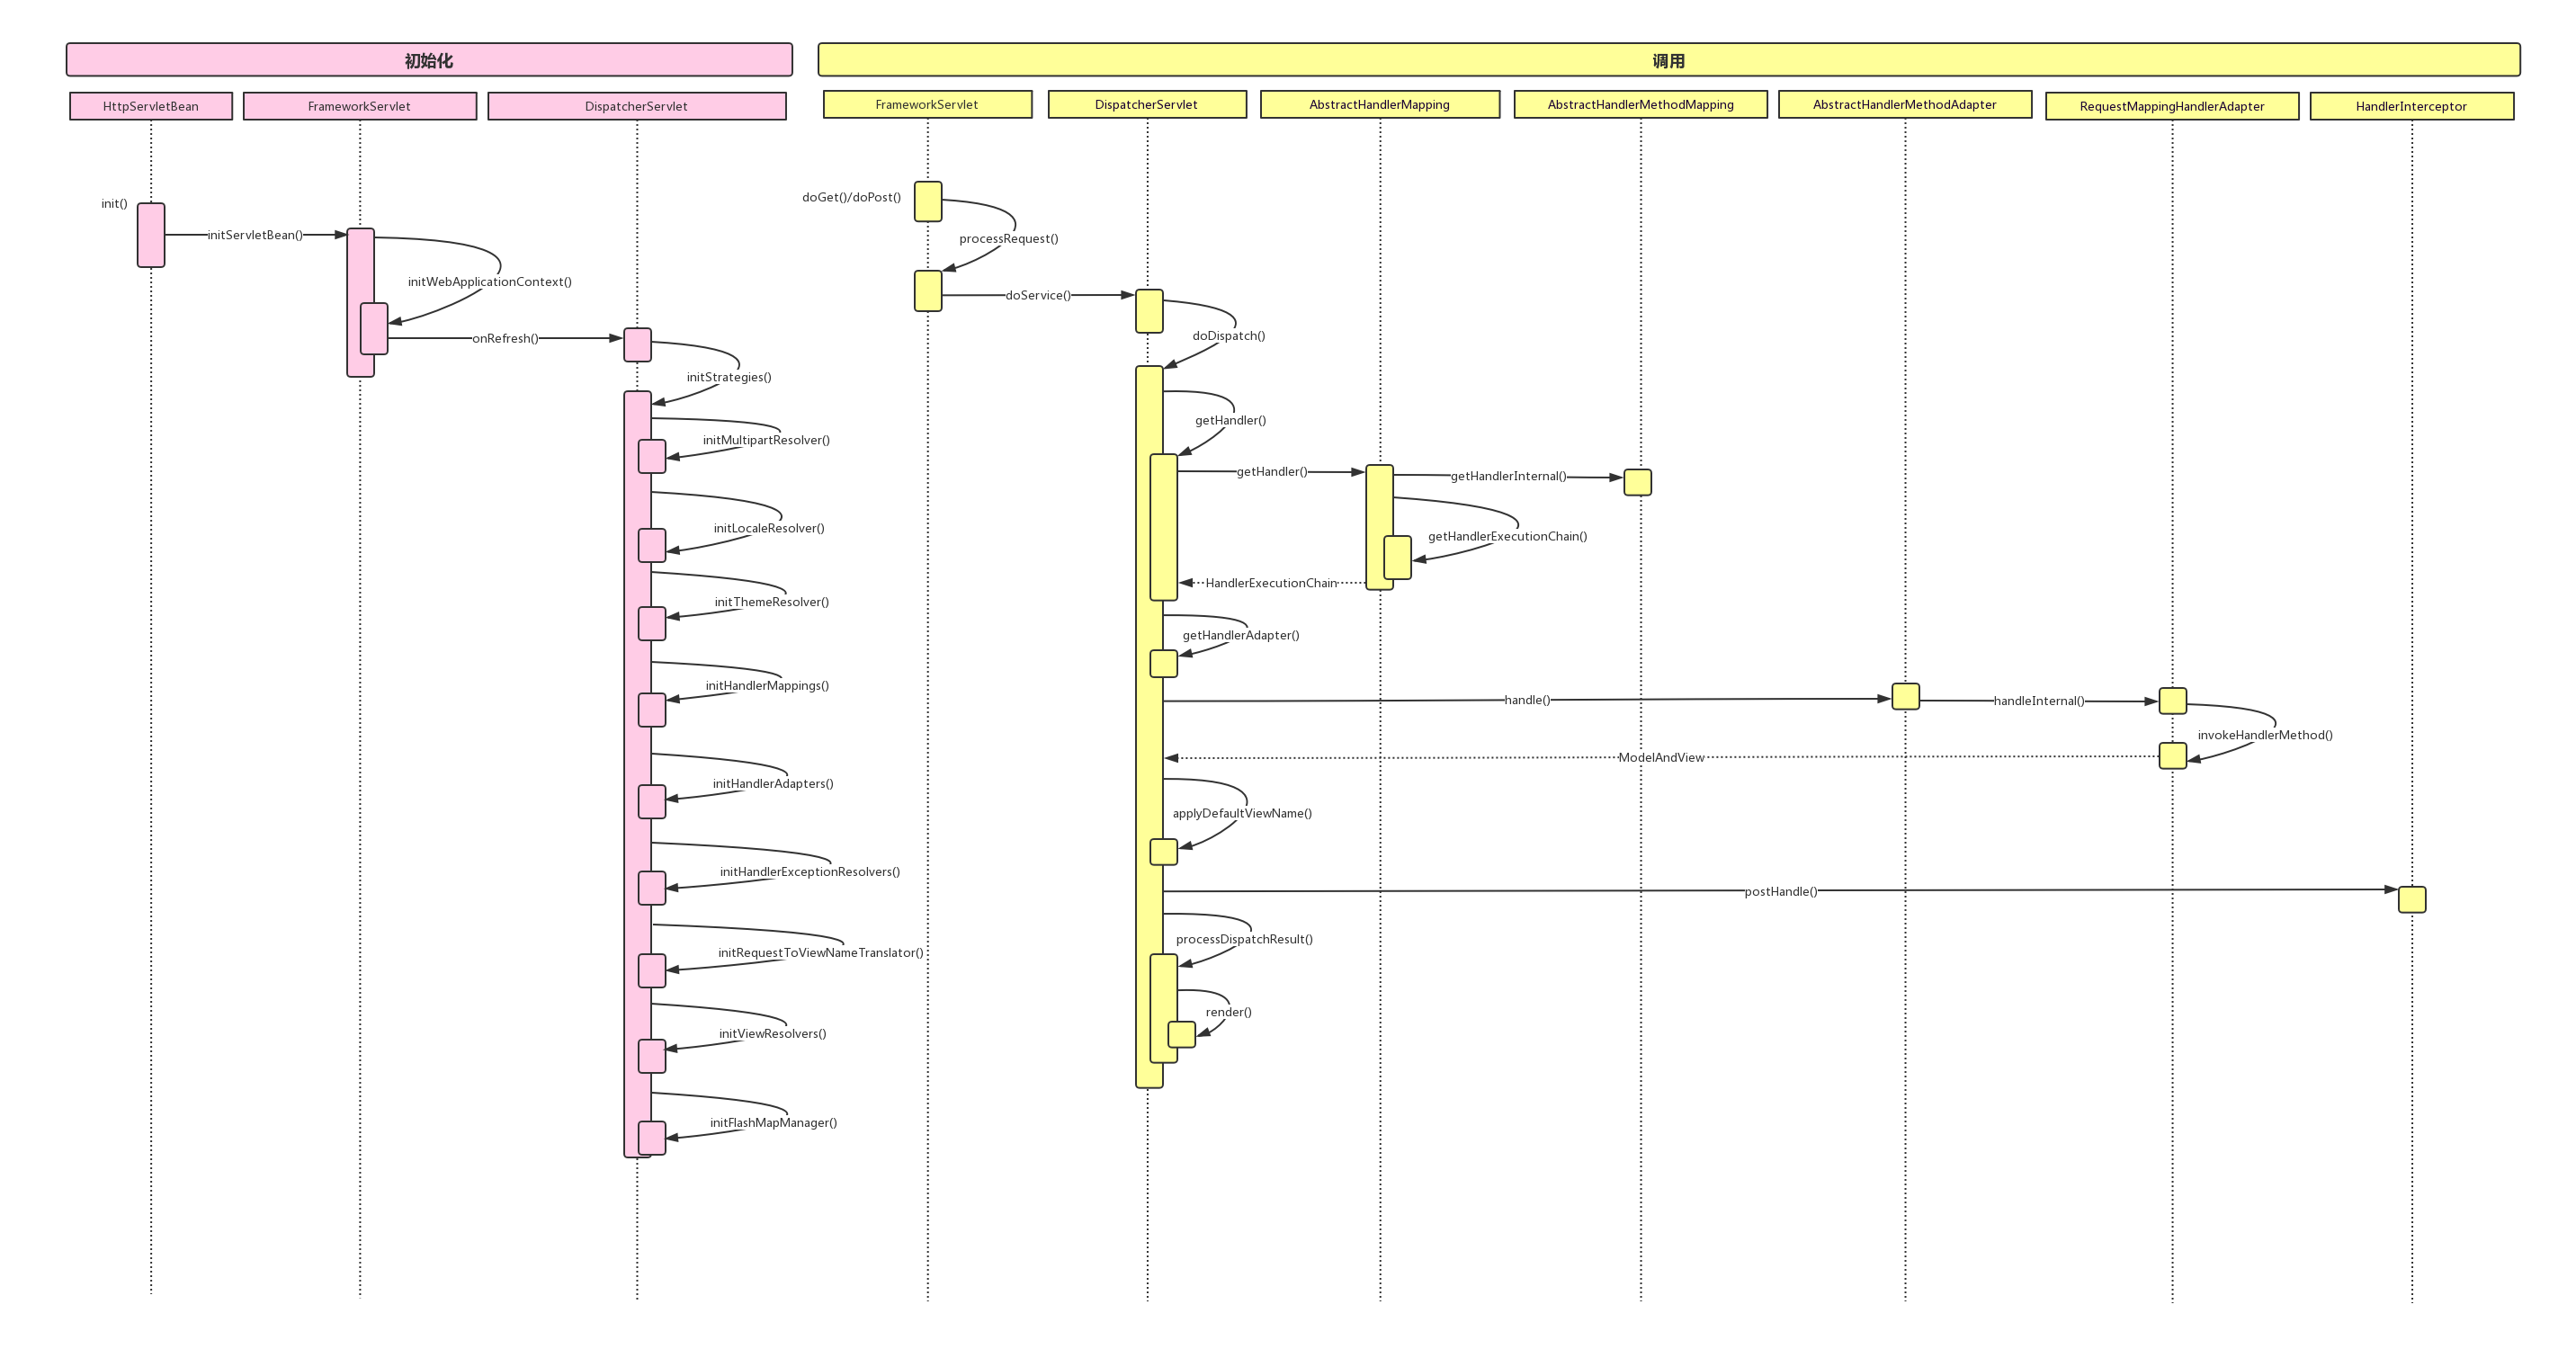 初始化
调用
HttpServletBean
FrameworkServlet
DispatcherServlet
FrameworkServlet
DispatcherServlet
AbstractHandlerMapping
AbstractHandlerMethodMapping
AbstractHandlerMethodAdapter
RequestMappingHandlerAdapter
HandlerInterceptor
init()
initServletBean()
initWebApplicationContext()
onRefresh()
initStrategies()
initMultipartResolver()
initLocaleResolver()
initThemeResolver()
initHandlerMappings()
initHandlerAdapters()
initHandlerExceptionResolvers()
initRequestToViewNameTranslator()
initViewResolvers()
initFlashMapManager()
doGet()/doPost()
processRequest()
doService()
doDispatch()
getHandler()
getHandler()
getHandlerInternal()
getHandlerExecutionChain()
HandlerExecutionChain
getHandlerAdapter()
handle()
handleInternal()
invokeHandlerMethod()
ModelAndView
applyDefaultViewName()
postHandle()
processDispatchResult()
render()